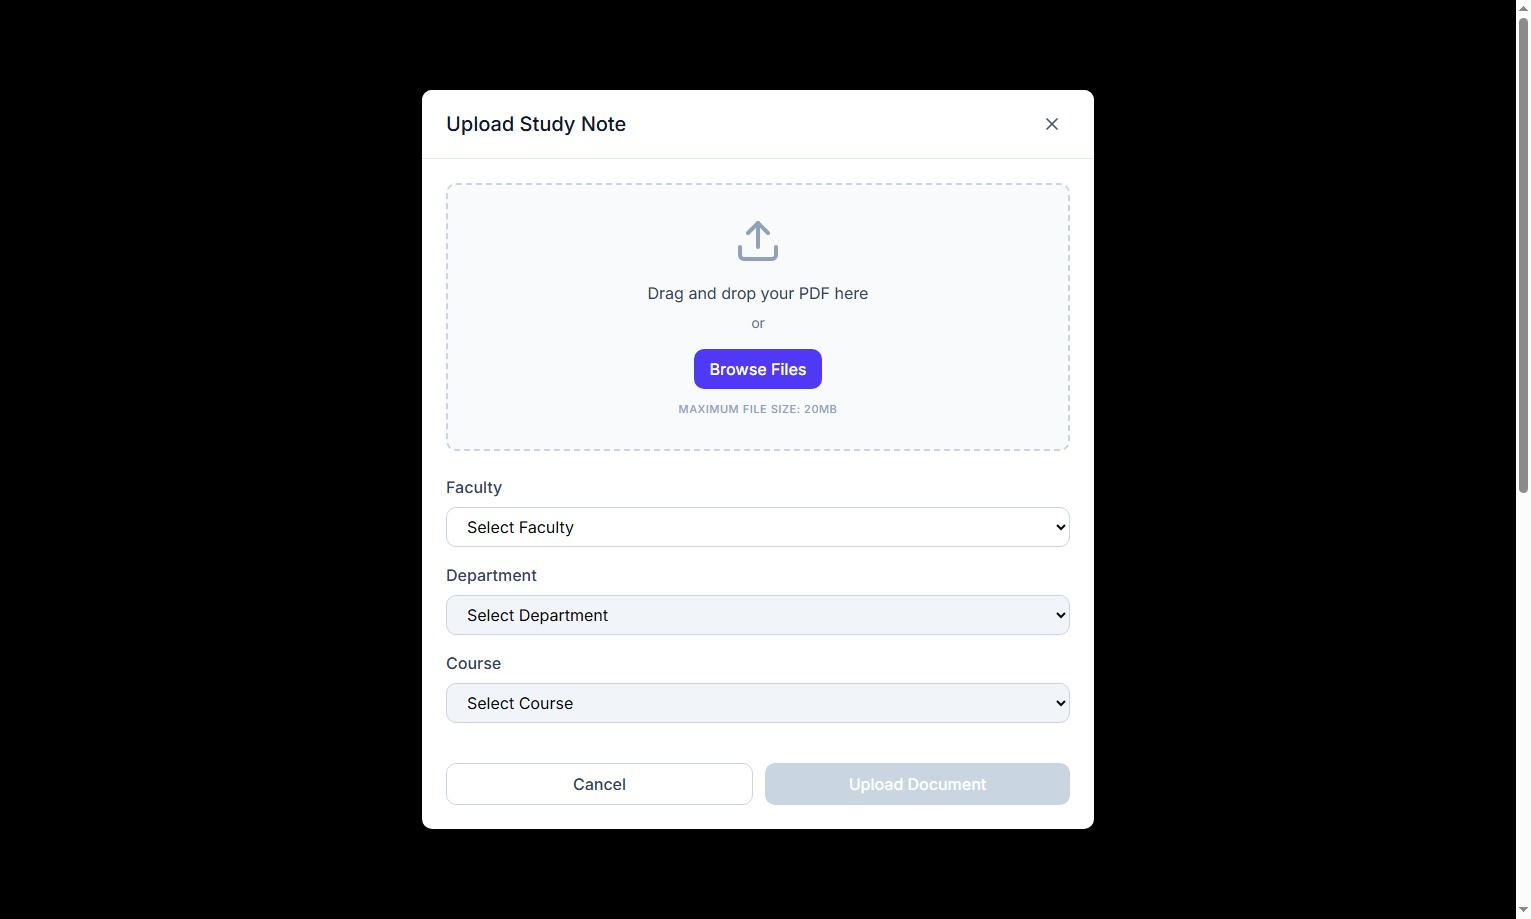 Upload Study Note
Drag and drop your PDF here
or
Browse Files
MAXIMUM FILE SIZE: 20MB
Faculty
Select Faculty
Department
Select Department
Course
Select Course
Cancel
Upload Document